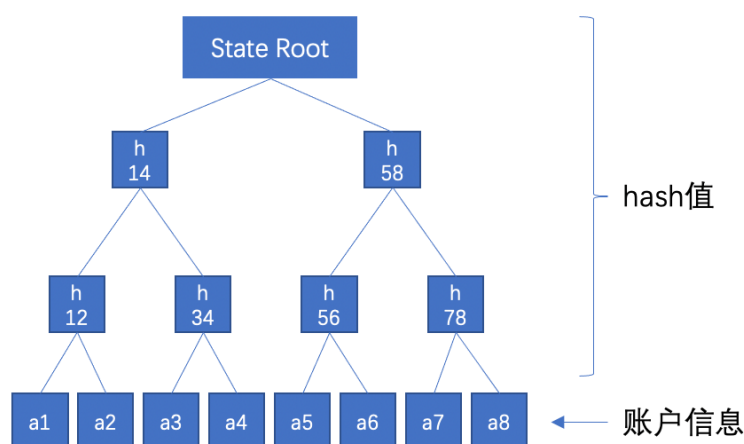 State Root
h
14
h
58
hash值
h
12
h
34
h
56
h
78
a1
a2
a3
a4
a5
a6
a7
a8
账户信息